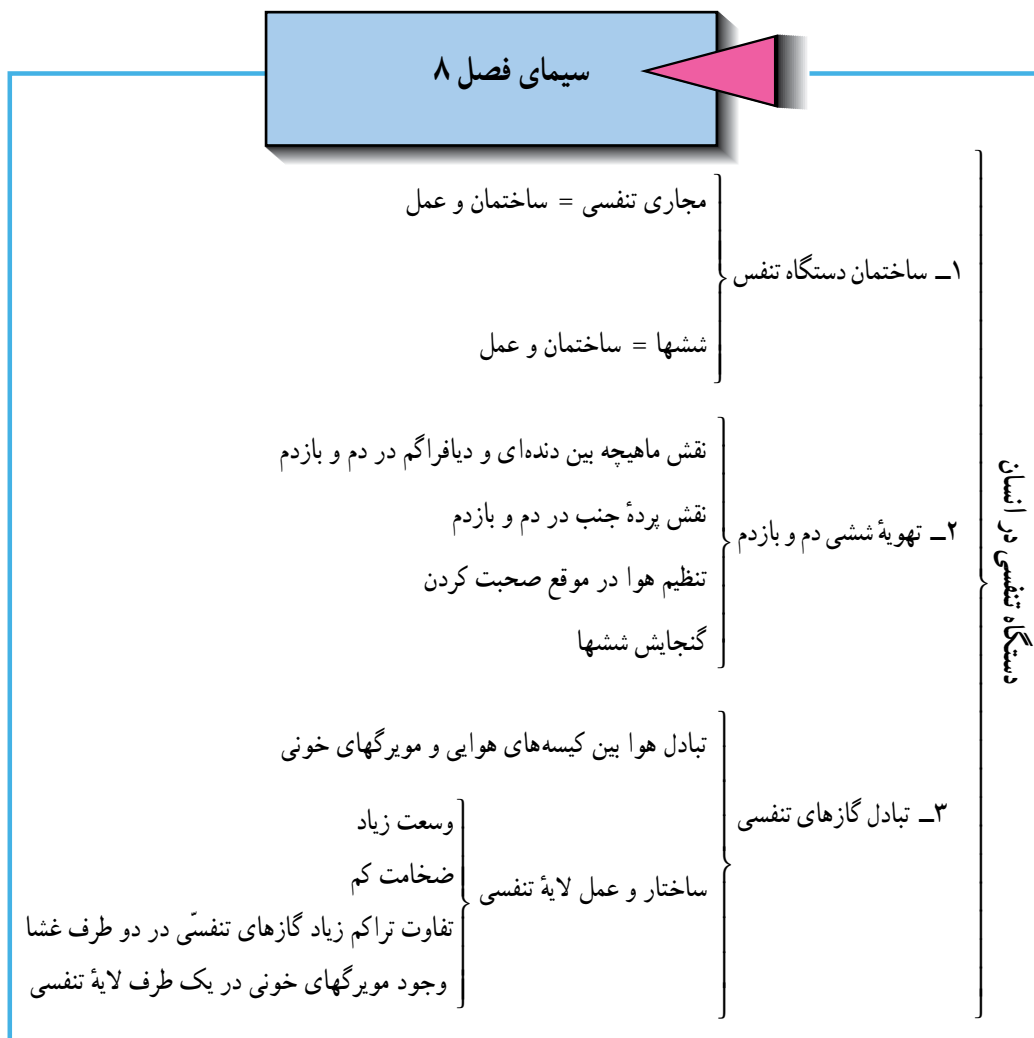 سیمای فصل ۸
دستگاه تنفسی در انسان
۱ــ ساختمان دستگاه تنفس
مجاری تنفسی = ساختمان و عمل
ششها = ساختمان و عمل
۲ــ تهویهٔ ششی دم و بازدم
نقش ماهیچه بین دنده‌ای و دیافراگم در دم و بازدم
نقش پردهٔ جنب در دم و بازدم
تنظیم هوا در موقع صحبت کردن
گنجایش ششها
۳ــ تبادل گازهای تنفسی
تبادل هوا بین کیسه‌های هوایی و مویرگهای خونی
ساختار و عمل لایهٔ تنفسی
وسعت زیاد
ضخامت کم
تفاوت تراکم زیاد گازهای تنفسّی در دو طرف غشا
وجود مویرگهای خونی در یک طرف لایهٔ تنفسی